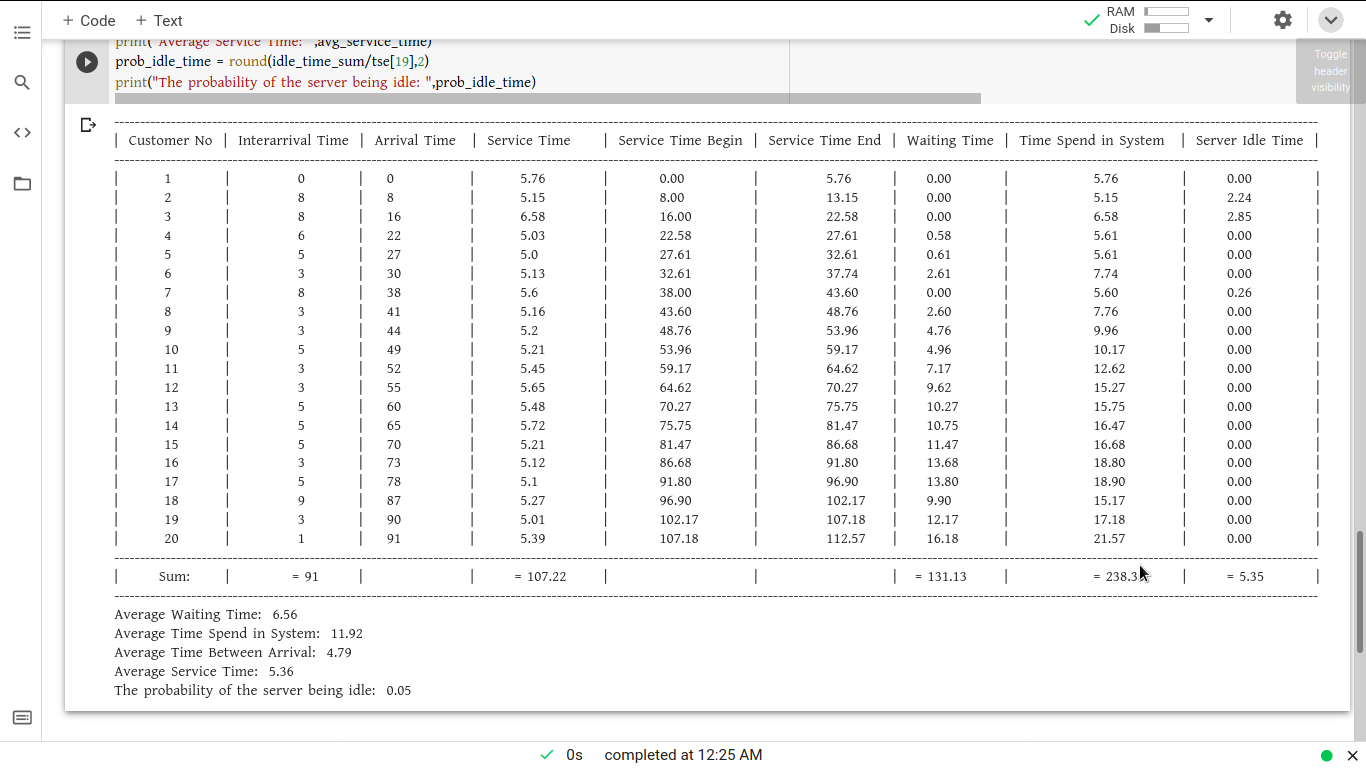 + Code + Text RAM Disk
print("Average Service Time: ",avg_service_time)
prob_idle_time = round(idle_time_sum/tse[19],2)
print("The probability of the server being idle: ",prob_idle_time)
Toggle
header
visibility
| Customer No | Interarrival Time | Arrival Time | Service Time | Service Time Begin | Service Time End | Waiting Time | Time Spend in System | Server Idle Time |
| 1 | 0 | 0 | 5.76 | 0.00 | 5.76 | 0.00 | 5.76 | 0.00 |
| 2 | 8 | 8 | 5.15 | 8.00 | 13.15 | 0.00 | 5.15 | 2.24 |
| 3 | 8 | 16 | 6.58 | 16.00 | 22.58 | 0.00 | 6.58 | 2.85 |
| 4 | 6 | 22 | 5.03 | 22.58 | 27.61 | 0.58 | 5.61 | 0.00 |
| 5 | 5 | 27 | 5.0 | 27.61 | 32.61 | 0.61 | 5.61 | 0.00 |
| 6 | 3 | 30 | 5.13 | 32.61 | 37.74 | 2.61 | 7.74 | 0.00 |
| 7 | 8 | 38 | 5.6 | 38.00 | 43.60 | 0.00 | 5.60 | 0.26 |
| 8 | 3 | 41 | 5.16 | 43.60 | 48.76 | 2.60 | 7.76 | 0.00 |
| 9 | 3 | 44 | 5.2 | 48.76 | 53.96 | 4.76 | 9.96 | 0.00 |
| 10 | 5 | 49 | 5.21 | 53.96 | 59.17 | 4.96 | 10.17 | 0.00 |
| 11 | 3 | 52 | 5.45 | 59.17 | 64.62 | 7.17 | 12.62 | 0.00 |
| 12 | 3 | 55 | 5.65 | 64.62 | 70.27 | 9.62 | 15.27 | 0.00 |
| 13 | 5 | 60 | 5.48 | 70.27 | 75.75 | 10.27 | 15.75 | 0.00 |
| 14 | 5 | 65 | 5.72 | 75.75 | 81.47 | 10.75 | 16.47 | 0.00 |
| 15 | 5 | 70 | 5.21 | 81.47 | 86.68 | 11.47 | 16.68 | 0.00 |
| 16 | 3 | 73 | 5.12 | 86.68 | 91.80 | 13.68 | 18.80 | 0.00 |
| 17 | 5 | 78 | 5.1 | 91.80 | 96.90 | 13.80 | 18.90 | 0.00 |
| 18 | 9 | 87 | 5.27 | 96.90 | 102.17 | 9.90 | 15.17 | 0.00 |
| 19 | 3 | 90 | 5.01 | 102.17 | 107.18 | 12.17 | 17.18 | 0.00 |
| 20 | 1 | 91 | 5.39 | 107.18 | 112.57 | 16.18 | 21.57 | 0.00 |
| Sum: | = 91 | | = 107.22 | | | = 131.13 | = 238.3 | = 5.35 |
Average Waiting Time: 6.56
Average Time Spend in System: 11.92
Average Time Between Arrival: 4.79
Average Service Time: 5.36
The probability of the server being idle: 0.05
0s completed at 12:25 AM